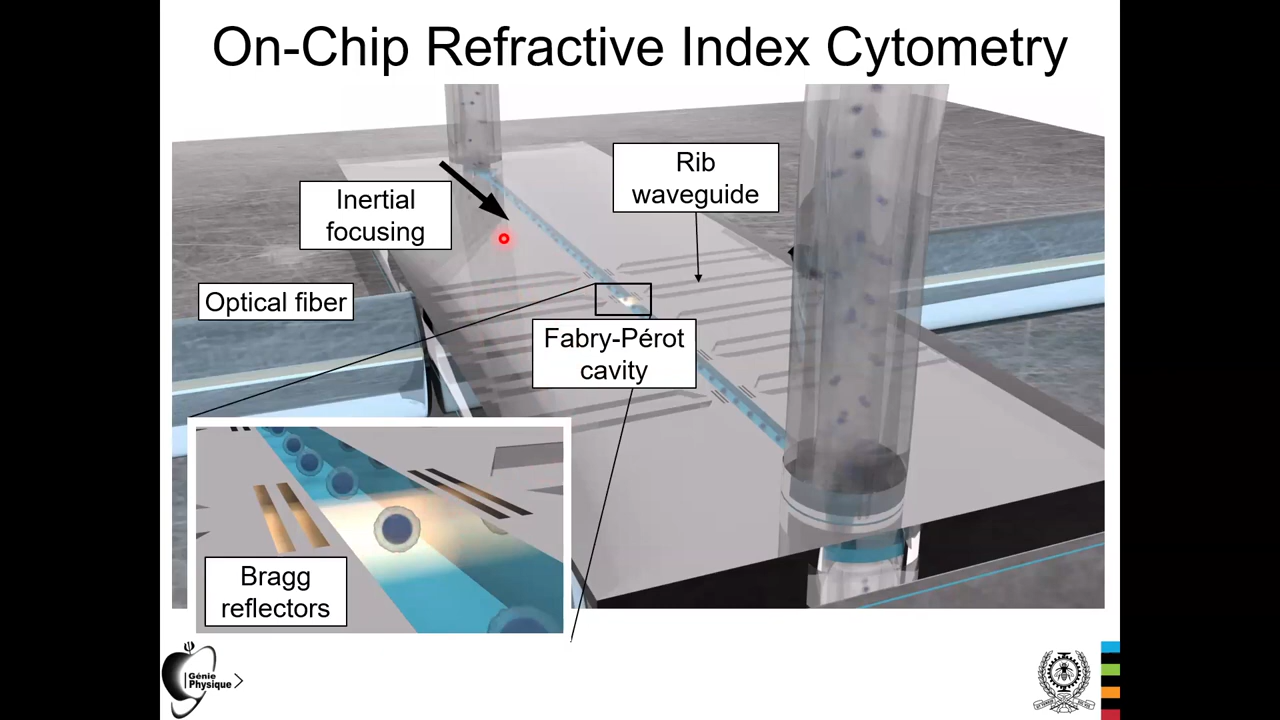 On-Chip Refractive Index Cytometry
Rib
waveguide
Inertial
focusing
Optical fiber
Fabry-Pérot
cavity
Bragg
reflectors
Génie
Physique